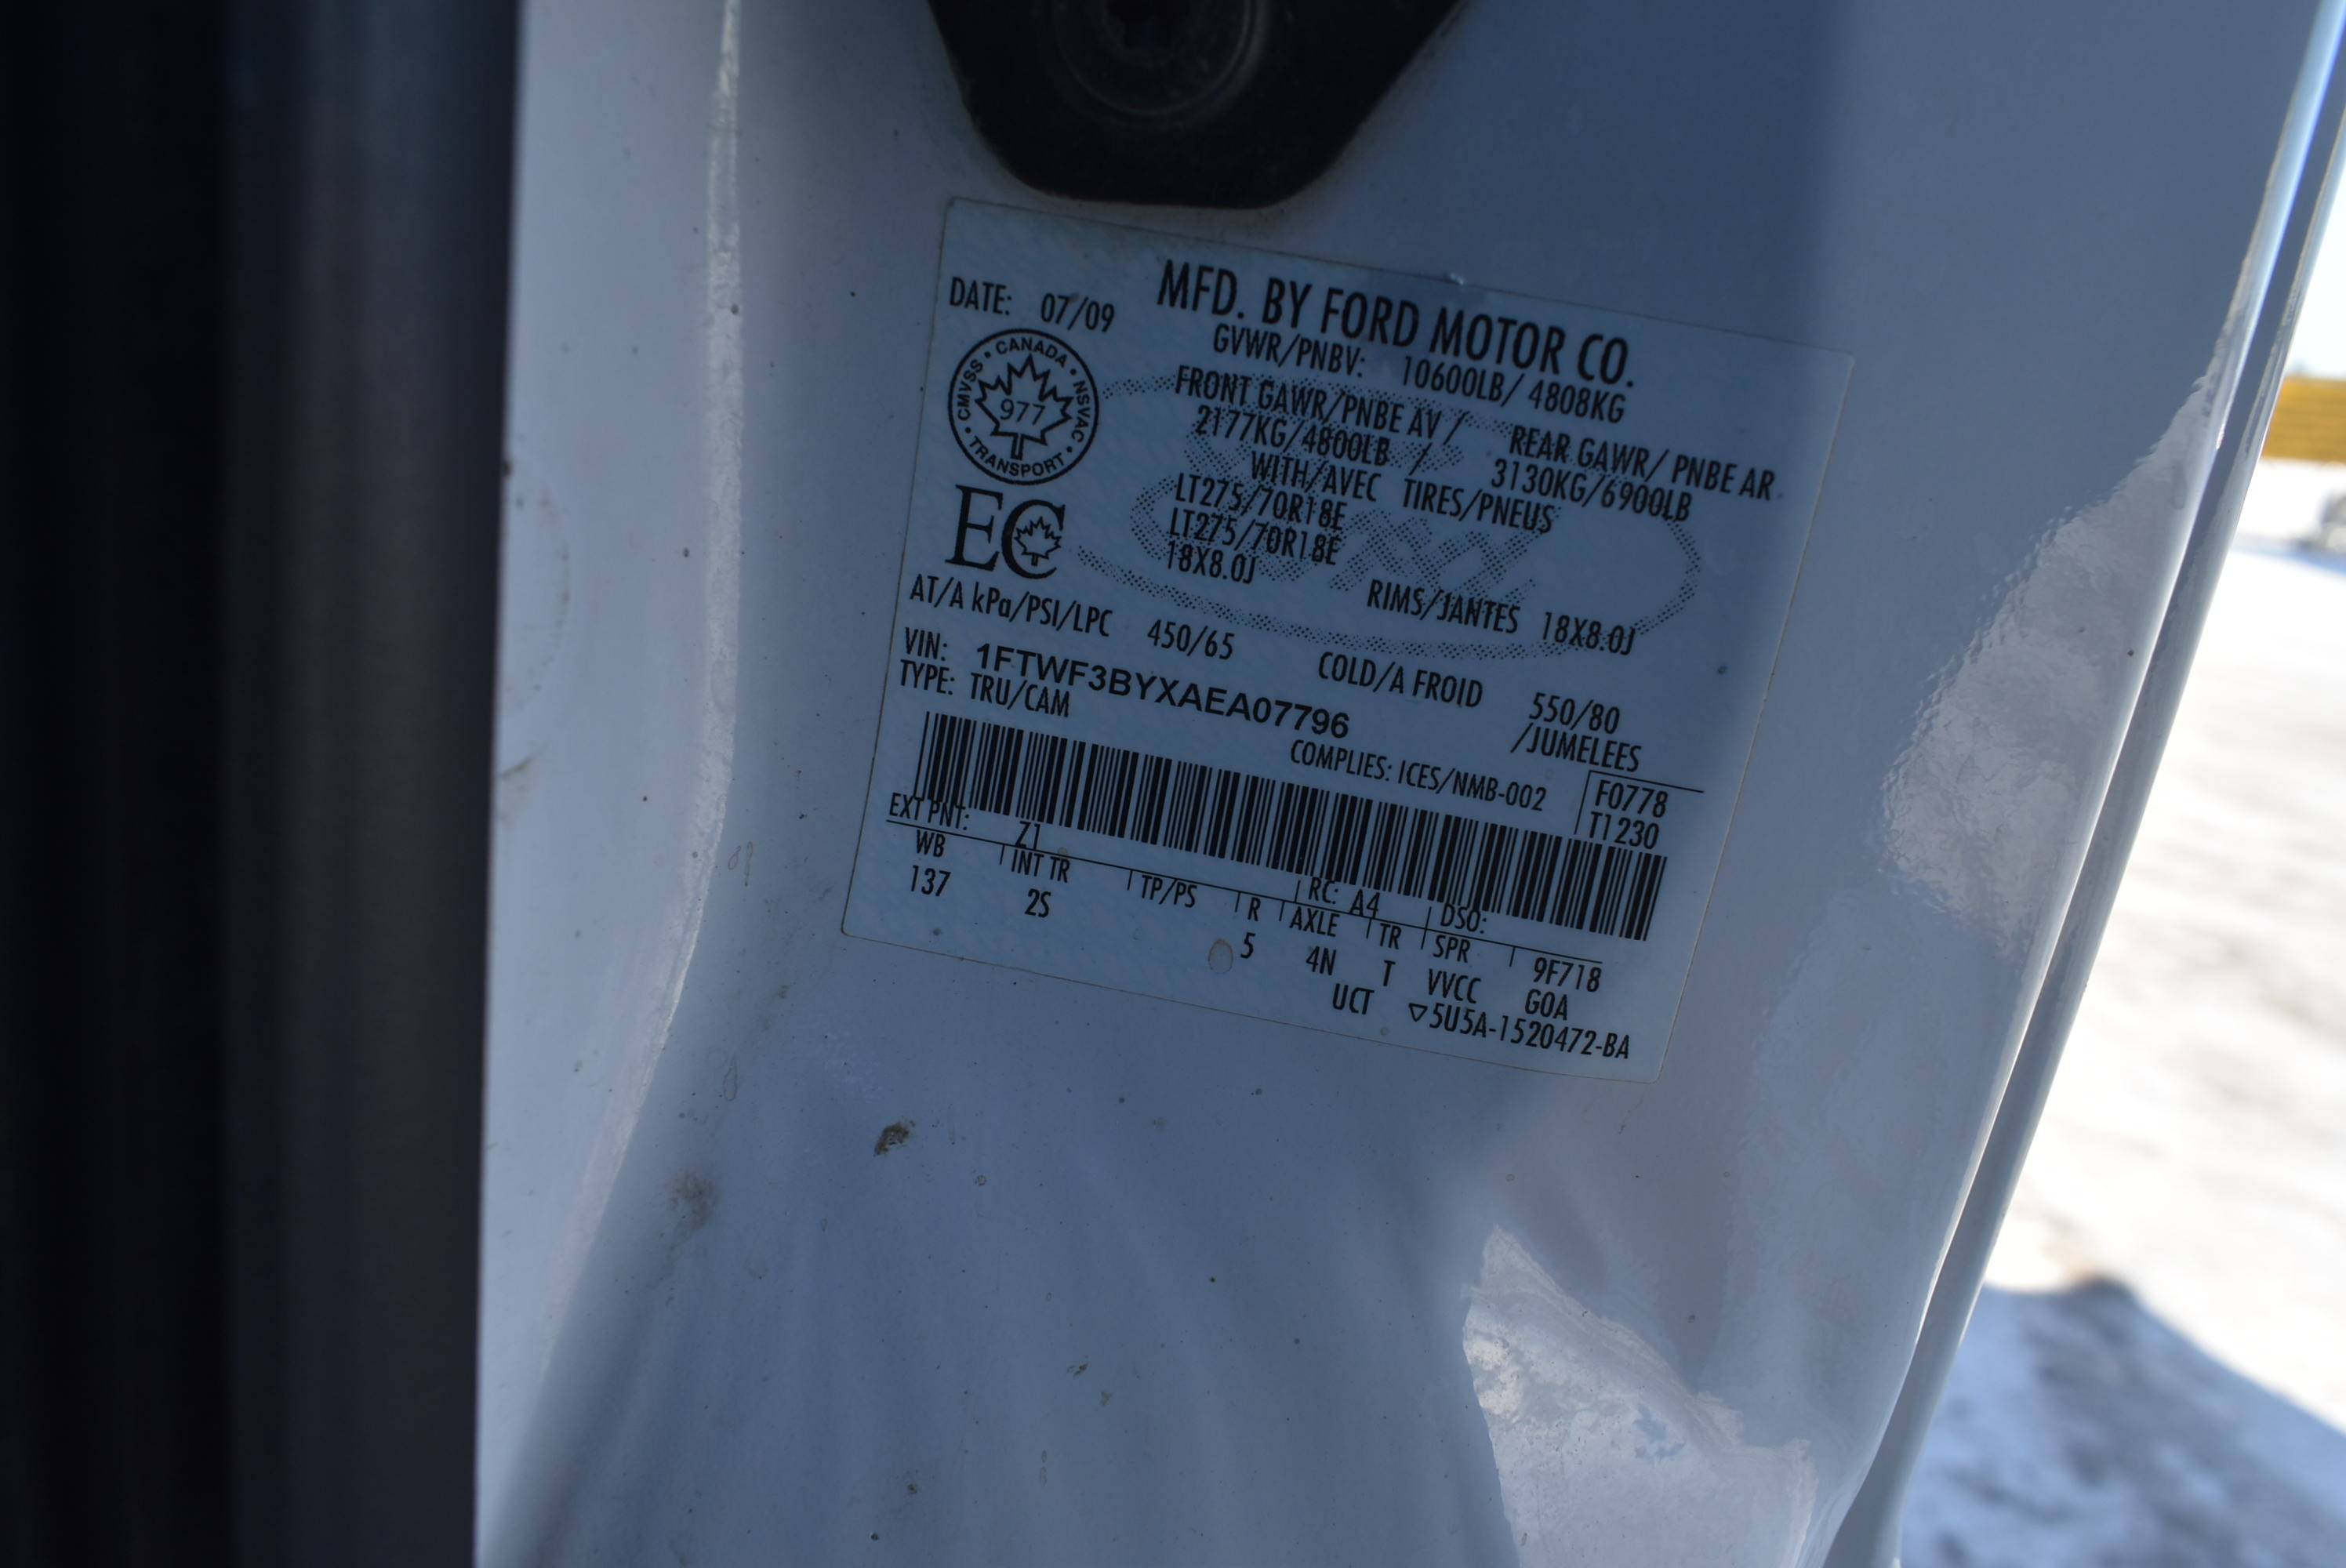 MFD. BY FORD MOTOR CO.
DATE: 07/09
GVWR/PNBV: 10600LB/ 4808KG
FRONT GAWR/PNBE AV / REAR GAWR/ PNBE AR
2177KG/4800LB / 3130KG/6900LB
WITH/AVEC TIRES/PNEUS
LT275/70R18E
LT275/70R18E
18X8.0J RIMS/JANTES 18X8.0J
CANADA • NSVAC • TRANSPORT • CMVSS •
977
EC
AT/A kPa/PSI/LPC 450/65 COLD/A FROID 550/80
VIN: 1FTWF3BYXAEA07796 /JUMELEES
TYPE: TRU/CAM COMPLIES: ICES/NMB-002
F0778
T1230
EXT PNT: Z1 RC: A4 DSO:
WB INT TR TP/PS R AXLE TR SPR 9F718
137 2S 5 4N T VVCC GOA
UCT ▽5U5A-1520472-BA